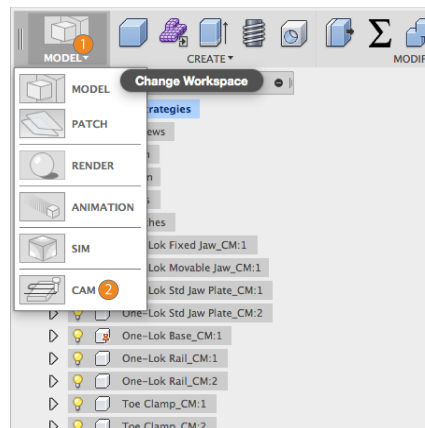 MODEL 1
CREATE
MODIF
Change Workspace
MODEL
rategies
PATCH
ews
RENDER
n
ANIMATION
s
ches
SIM
-Lok Fixed Jaw_CM:1
-Lok Movable Jaw_CM:1
CAM 2
-Lok Std Jaw Plate_CM:1
One-Lok Std Jaw Plate_CM:2
One-Lok Base_CM:1
One-Lok Rail_CM:1
One-Lok Rail_CM:2
Toe Clamp_CM:1
Toe Clamp_CM:2